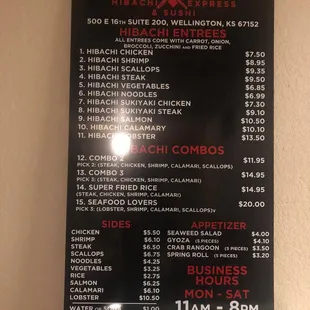 HIBACHI EXPRESS
& SUSHI
500 E 16TH SUITE 200, WELLINGTON, KS 67152
HIBACHI ENTREES
ALL ENTREES COME WITH CARROT, ONION,
BROCCOLI, ZUCCHINI AND FRIED RICE
1. HIBACHI CHICKEN $7.50
2. HIBACHI SHRIMP $8.95
3. HIBACHI SCALLOPS $9.35
4. HIBACHI STEAK $9.50
5. HIBACHI VEGETABLES $6.85
6. HIBACHI NOODLES $6.99
7. HIBACHI SUKIYAKI CHICKEN $7.30
8. HIBACHI SUKIYAKI STEAK $9.10
9. HIBACHI SALMON $10.50
10. HIBACHI CALAMARY $10.10
11. HIBACHI LOBSTER $13.50
HIBACHI COMBOS
12. COMBO 2 $11.95
PICK 2: (STEAK, CHICKEN, SHRIMP, CALAMARI, SCALLOPS)
13. COMBO 3 $14.95
PICK 3: (STEAK, CHICKEN, SHRIMP, CALAMARI)
14. SUPER FRIED RICE $14.95
(STEAK, SHRIMP, CHICKEN, CALAMARI)
15. SEAFOOD LOVERS $20.00
PICK 3: (LOBSTER, SHRIMP, CALAMARI, SCALLOPS)v
SIDES
CHICKEN $5.50
SHRIMP $6.10
STEAK $6.50
SCALLOPS $6.75
NOODLES $4.25
VEGETABLES $3.25
RICE $2.75
SALMON $6.25
CALAMARI $6.10
LOBSTER $10.50
WATER $1.00
APPETIZER
SEAWEED SALAD $4.00
GYOZA (5 PIECES) $4.10
CRAB RANGOON (5 PIECES) $3.50
SPRING ROLL (5 PIECES) $3.20
BUSINESS
HOURS
MON - SAT
11AM - 8PM